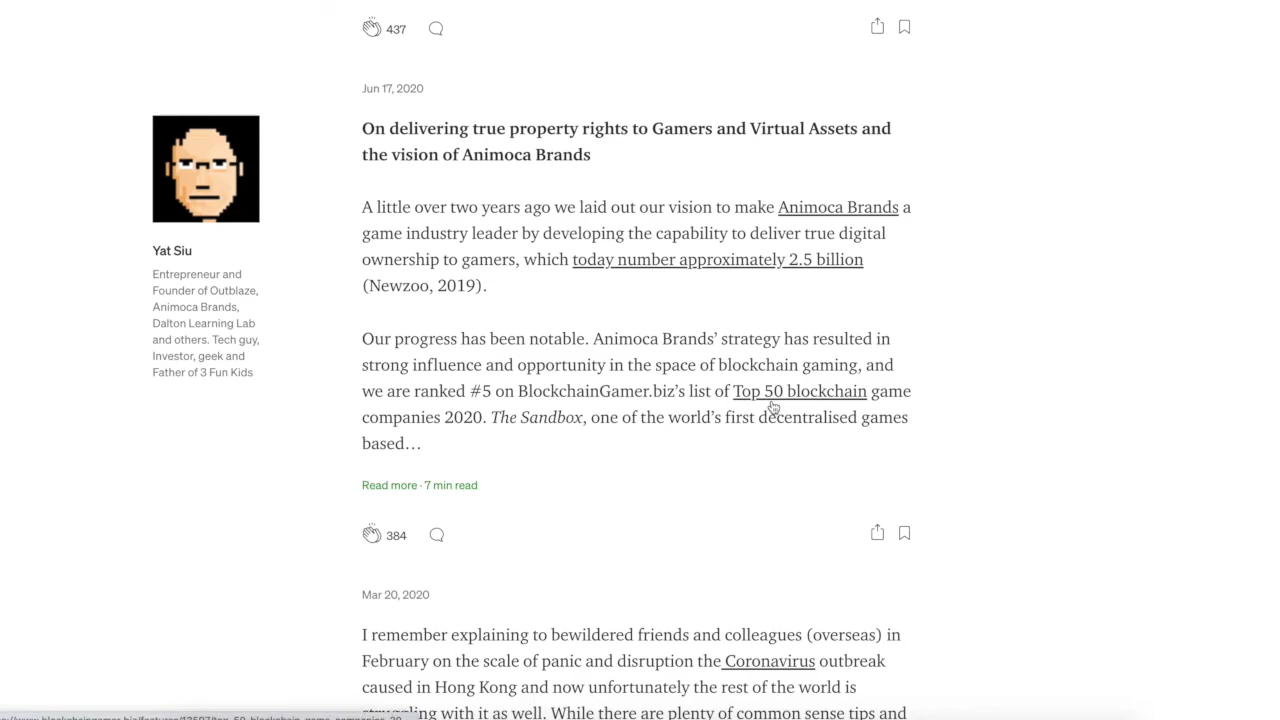 437
Jun 17, 2020
On delivering true property rights to Gamers and Virtual Assets and
the vision of Animoca Brands
A little over two years ago we laid out our vision to make Animoca Brands a
game industry leader by developing the capability to deliver true digital
ownership to gamers, which today number approximately 2.5 billion
(Newzoo, 2019).
Our progress has been notable. Animoca Brands’ strategy has resulted in
strong influence and opportunity in the space of blockchain gaming, and
we are ranked #5 on BlockchainGamer.biz’s list of Top 50 blockchain game
companies 2020. The Sandbox, one of the world’s first decentralised games
based…
Read more · 7 min read
384
Mar 20, 2020
I remember explaining to bewildered friends and colleagues (overseas) in
February on the scale of panic and disruption the Coronavirus outbreak
caused in Hong Kong and now unfortunately the rest of the world is
struggling with it as well. While there are plenty of common sense tips and
Yat Siu
Entrepreneur and
Founder of Outblaze,
Animoca Brands,
Dalton Learning Lab
and others. Tech guy,
Investor, geek and
Father of 3 Fun Kids